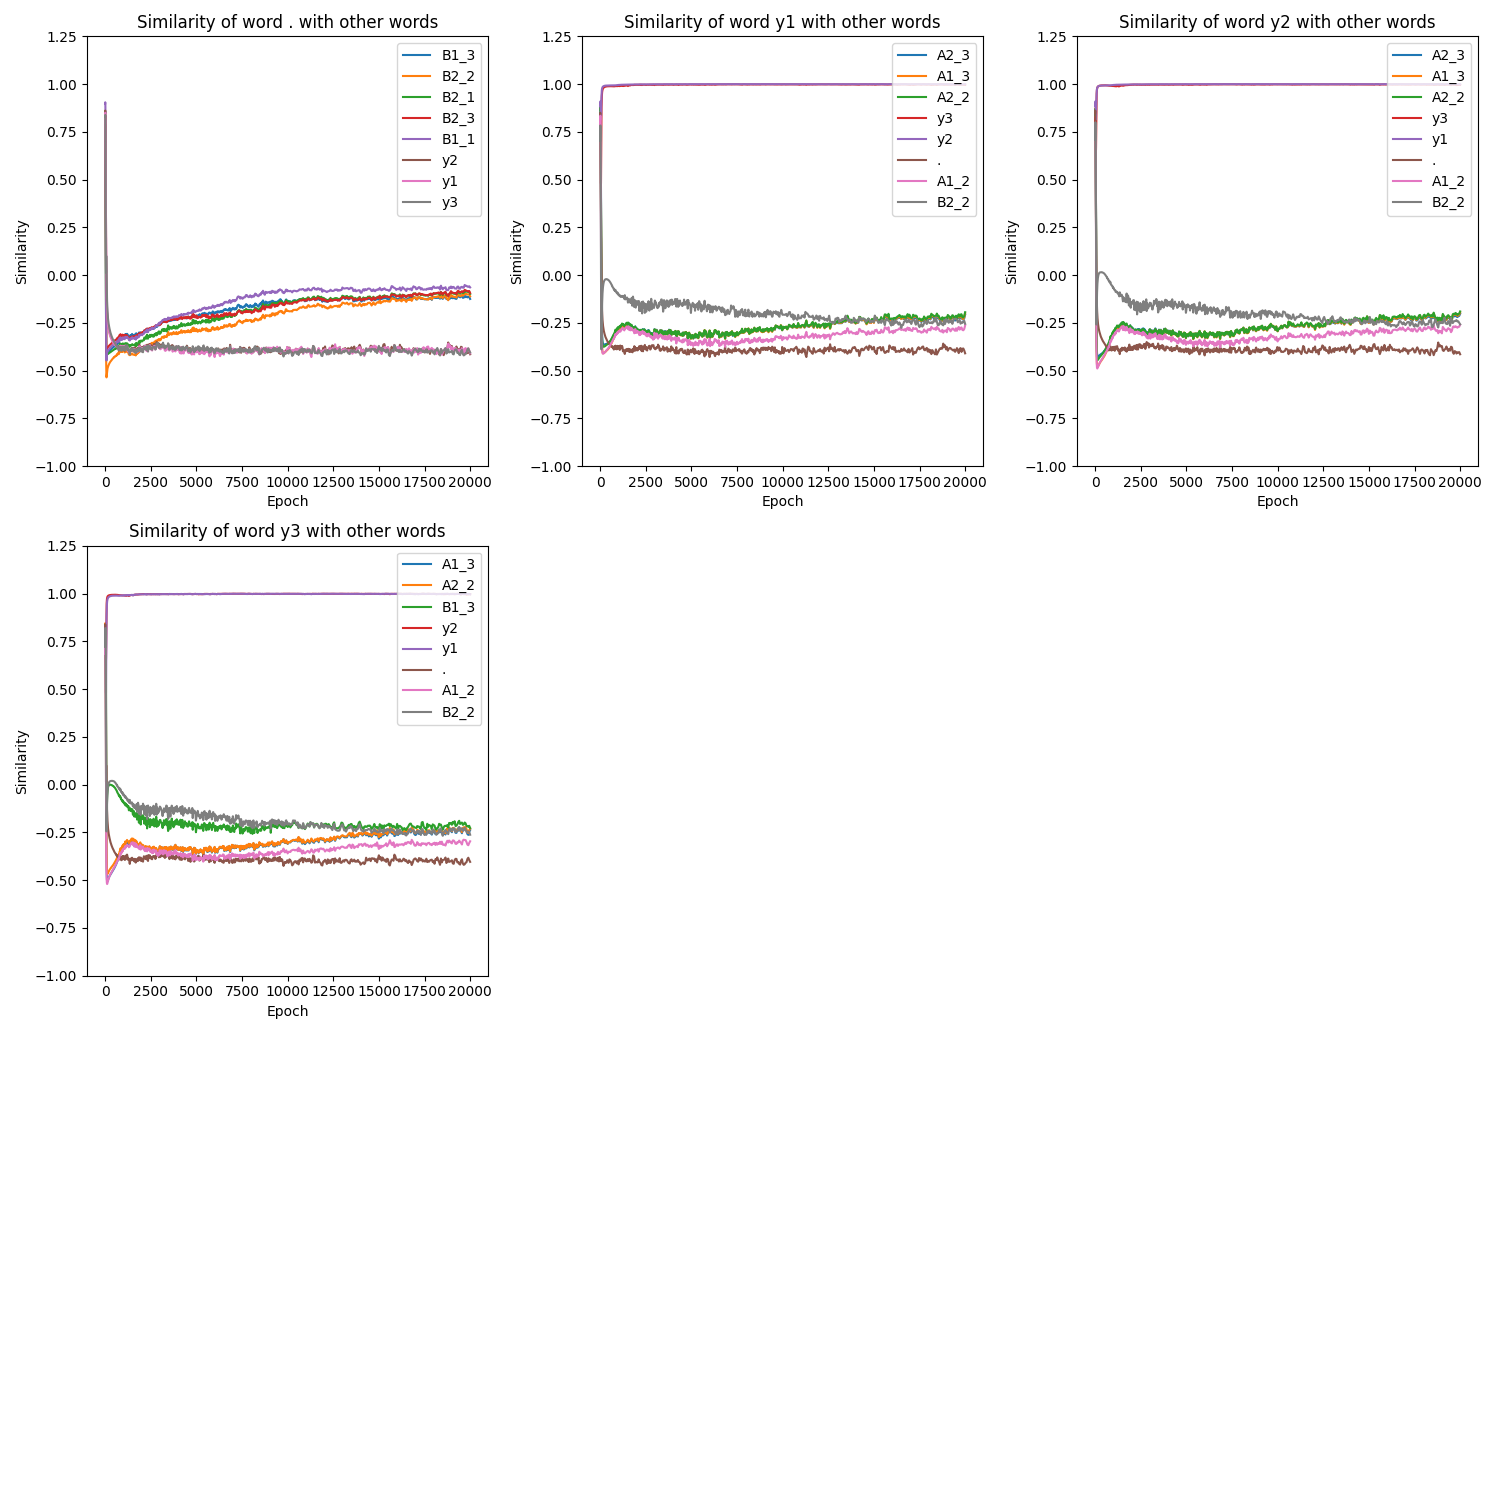 Similarity of word . with other words
1.25
1.00
0.75
0.50
0.25
0.00
−0.25
−0.50
−0.75
−1.00
Similarity
B1_3
B2_2
B2_1
B2_3
B1_1
y2
y1
y3
0 2500 5000 7500 10000 12500 15000 17500 20000
Epoch
Similarity of word y1 with other words
1.25
1.00
0.75
0.50
0.25
0.00
−0.25
−0.50
−0.75
−1.00
Similarity
A2_3
A1_3
A2_2
y3
y2
.
A1_2
B2_2
0 2500 5000 7500 10000 12500 15000 17500 20000
Epoch
Similarity of word y2 with other words
1.25
1.00
0.75
0.50
0.25
0.00
−0.25
−0.50
−0.75
−1.00
Similarity
A2_3
A1_3
A2_2
y3
y1
.
A1_2
B2_2
0 2500 5000 7500 10000 12500 15000 17500 20000
Epoch
Similarity of word y3 with other words
1.25
1.00
0.75
0.50
0.25
0.00
−0.25
−0.50
−0.75
−1.00
Similarity
A1_3
A2_2
B1_3
y2
y1
.
A1_2
B2_2
0 2500 5000 7500 10000 12500 15000 17500 20000
Epoch